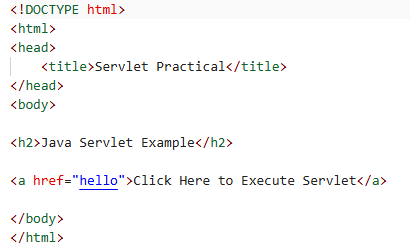 <!DOCTYPE html>
<html>
<head>
    <title>Servlet Practical</title>
</head>
<body>

<h2>Java Servlet Example</h2>

<a href="hello">Click Here to Execute Servlet</a>

</body>
</html>